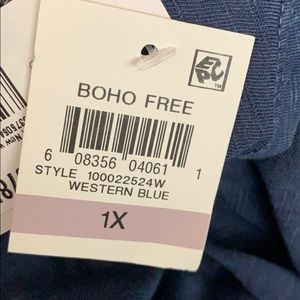 BOHO FREE
6 08356 04061 1
STYLE 100022524W
WESTERN BLUE
1X